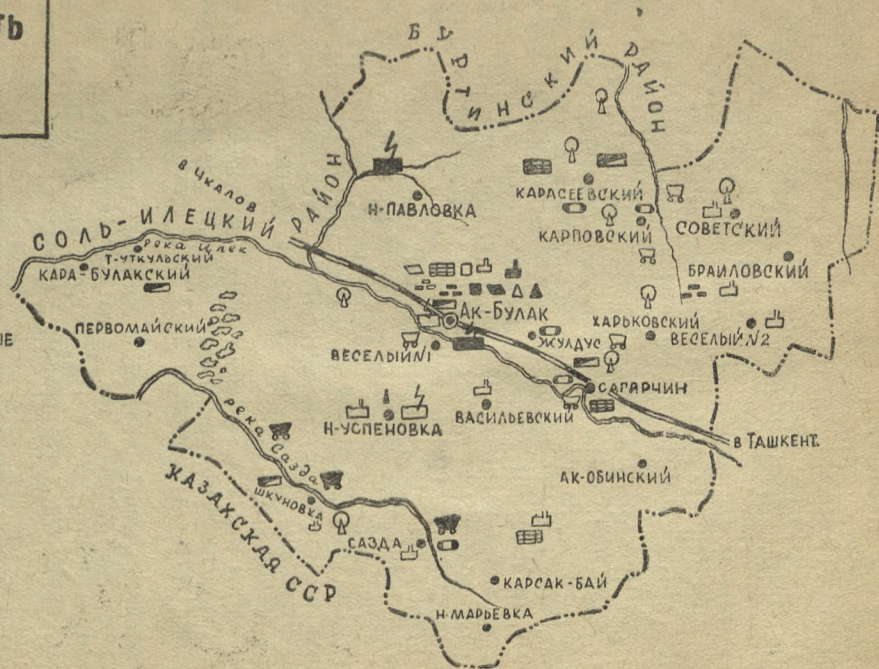 ть
БУРТИНСКИЙ РАЙОН
в Чкалов
СОЛЬ-ИЛЕЦКИЙ РАЙОН
Н-ПАВЛОВКА
КАРАСЕЕВСКИЙ
КАРПОВСКИЙ
СОВЕТСКИЙ
река Илек
Т-УТКУЛЬСКИЙ
КАРА-БУЛАКСКИЙ
БРАИЛОВСКИЙ
АК-БУЛАК
ХАРЬКОВСКИЙ
ПЕРВОМАЙСКИЙ
ВЕСЕЛЫЙ №2
ЖУЛДУС
ВЕСЕЛЫЙ №1
САГАРЧИН
река Сазда
ВАСИЛЬЕВСКИЙ
Н-УСПЕНОВКА
в ТАШКЕНТ.
АК-ОБИНСКИЙ
КАЗАХСКАЯ ССР
ШКУНОВКА
САЗДА
КАРСАК-БАЙ
Н-МАРЬЕВКА